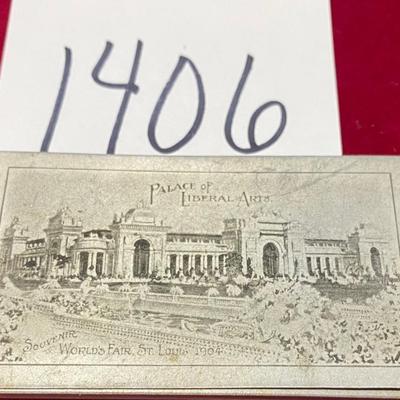 1406
PALACE OF
LIBERAL ARTS.
SOUVENIR
WORLD'S FAIR, ST. LOUIS 1904